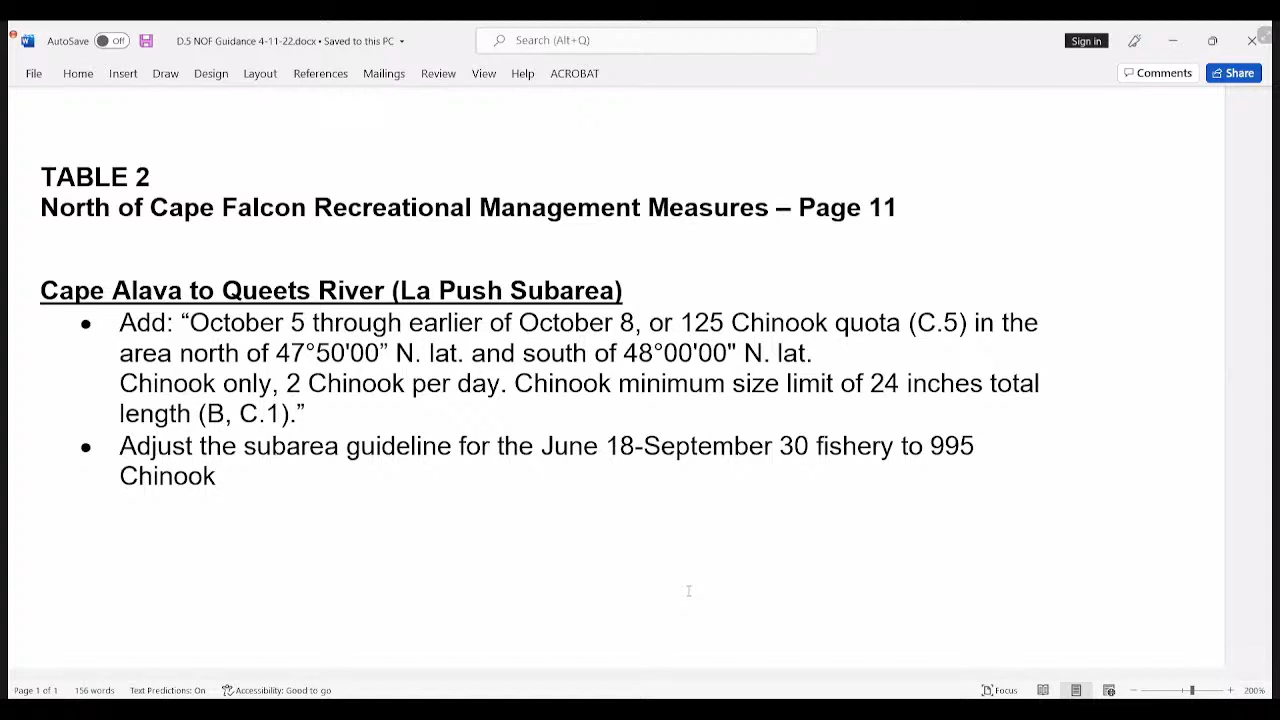 AutoSave Off D.5 NOF Guidance 4-11-22.docx • Saved to this PC Search (Alt+Q) Sign in
File Home Insert Draw Design Layout References Mailings Review View Help ACROBAT Comments Share
TABLE 2
North of Cape Falcon Recreational Management Measures – Page 11
Cape Alava to Queets River (La Push Subarea)
• Add: “October 5 through earlier of October 8, or 125 Chinook quota (C.5) in the
area north of 47°50'00” N. lat. and south of 48°00'00" N. lat.
Chinook only, 2 Chinook per day. Chinook minimum size limit of 24 inches total
length (B, C.1).”
• Adjust the subarea guideline for the June 18-September 30 fishery to 995
Chinook
Page 1 of 1 156 words Text Predictions: On Accessibility: Good to go Focus 200%